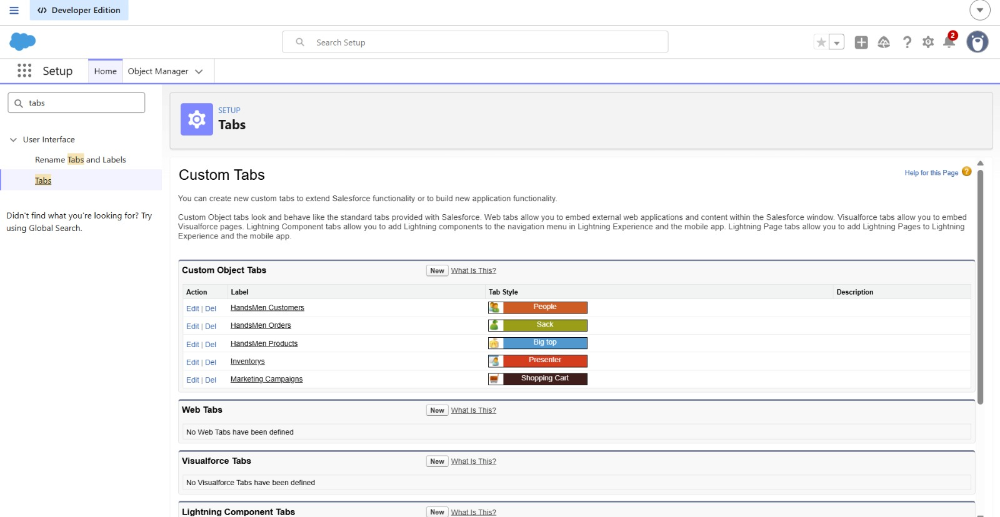 Developer Edition
Search Setup
2
Setup
Home
Object Manager
tabs
User Interface
Rename Tabs and Labels
Tabs
Didn't find what you're looking for? Try
using Global Search.
SETUP
Tabs
Custom Tabs
Help for this Page
You can create new custom tabs to extend Salesforce functionality or to build new application functionality.
Custom Object tabs look and behave like the standard tabs provided with Salesforce. Web tabs allow you to embed external web applications and content within the Salesforce window. Visualforce tabs allow you to embed
Visualforce pages. Lightning Component tabs allow you to add Lightning components to the navigation menu in Lightning Experience and the mobile app. Lightning Page tabs allow you to add Lightning Pages to Lightning
Experience and the mobile app.
Custom Object Tabs New What Is This?
Action Label Tab Style Description
Edit | Del HandsMen Customers People
Edit | Del HandsMen Orders Sack
Edit | Del HandsMen Products Big top
Edit | Del Inventorys Presenter
Edit | Del Marketing Campaigns Shopping Cart
Web Tabs New What Is This?
No Web Tabs have been defined
Visualforce Tabs New What Is This?
No Visualforce Tabs have been defined
Lightning Component Tabs New What Is This?